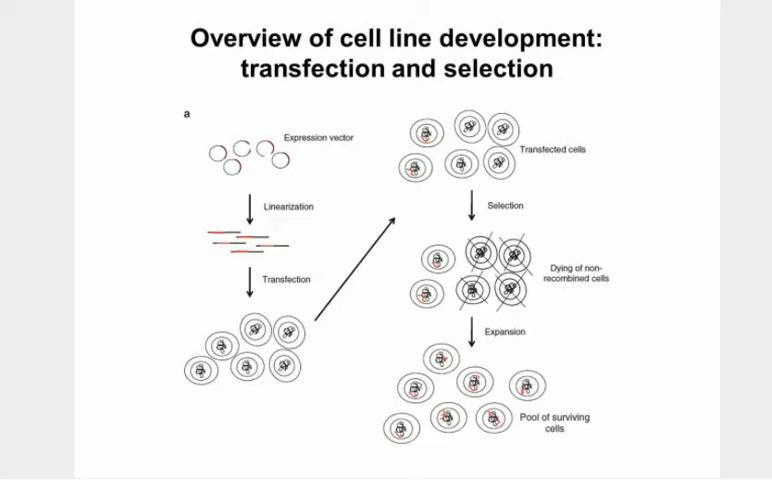 Overview of cell line development:
transfection and selection
a
Expression vector
Linearization
Transfection
Transfected cells
Selection
Dying of non-
recombined cells
Expansion
Pool of surviving
cells